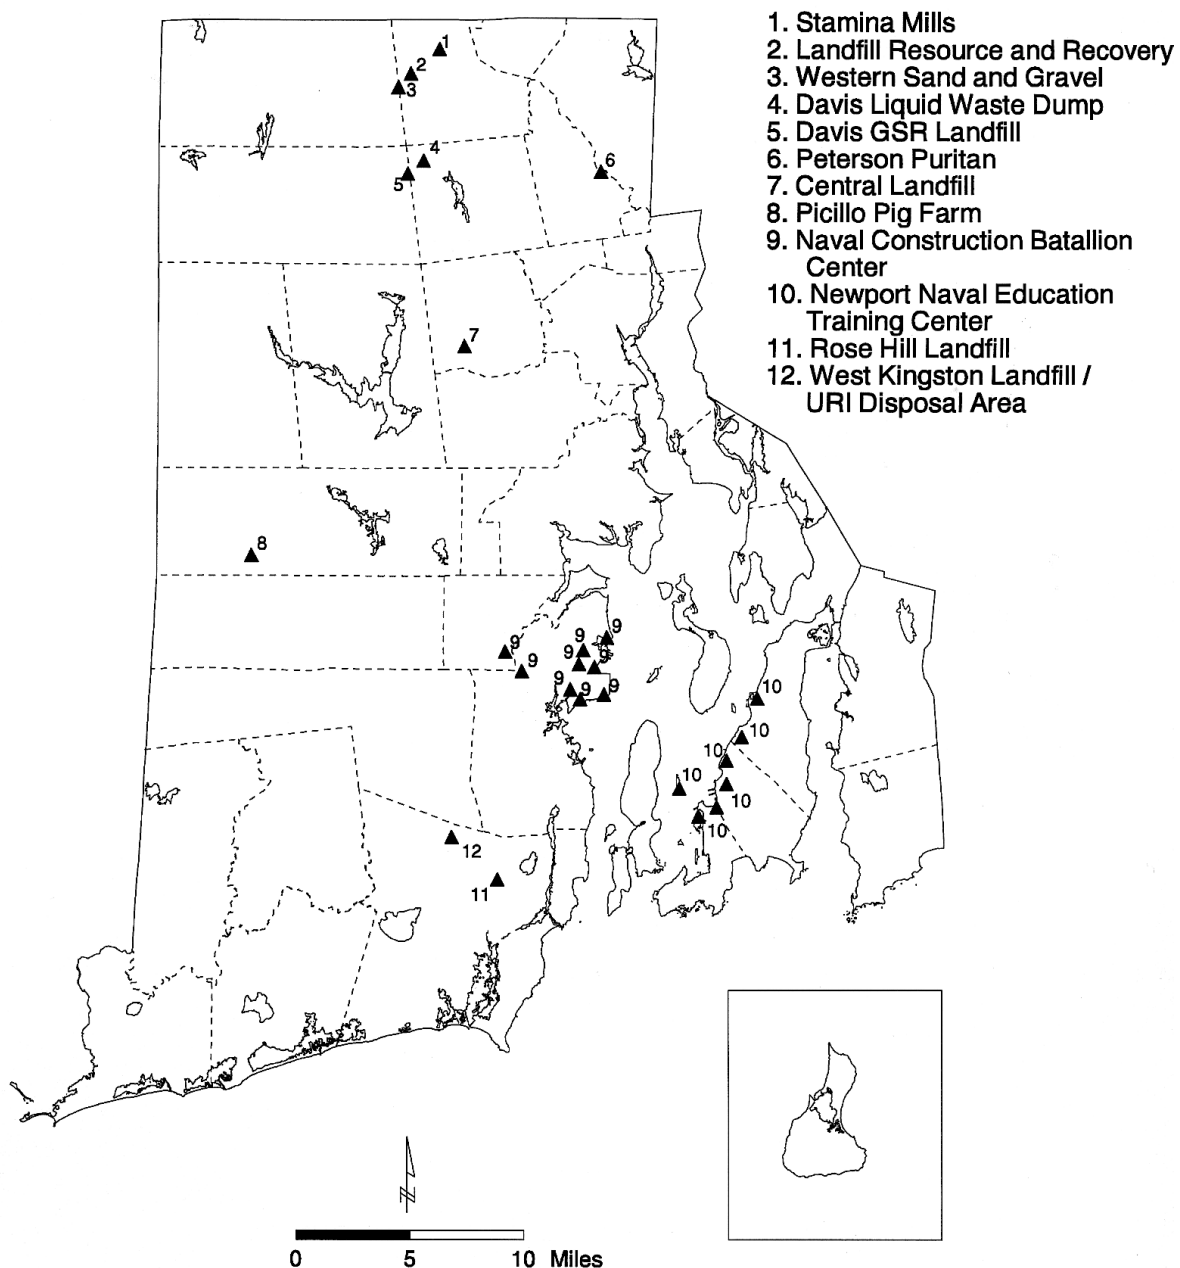 1. Stamina Mills
2. Landfill Resource and Recovery
3. Western Sand and Gravel
4. Davis Liquid Waste Dump
5. Davis GSR Landfill
6. Peterson Puritan
7. Central Landfill
8. Picillo Pig Farm
9. Naval Construction Batallion
Center
10. Newport Naval Education
Training Center
11. Rose Hill Landfill
12. West Kingston Landfill /
URI Disposal Area
1
2
3
4
5
6
7
8
9
9
9
9
9
9
9
9
9
10
10
10
10
10
10
12
11
N
0 5 10 Miles